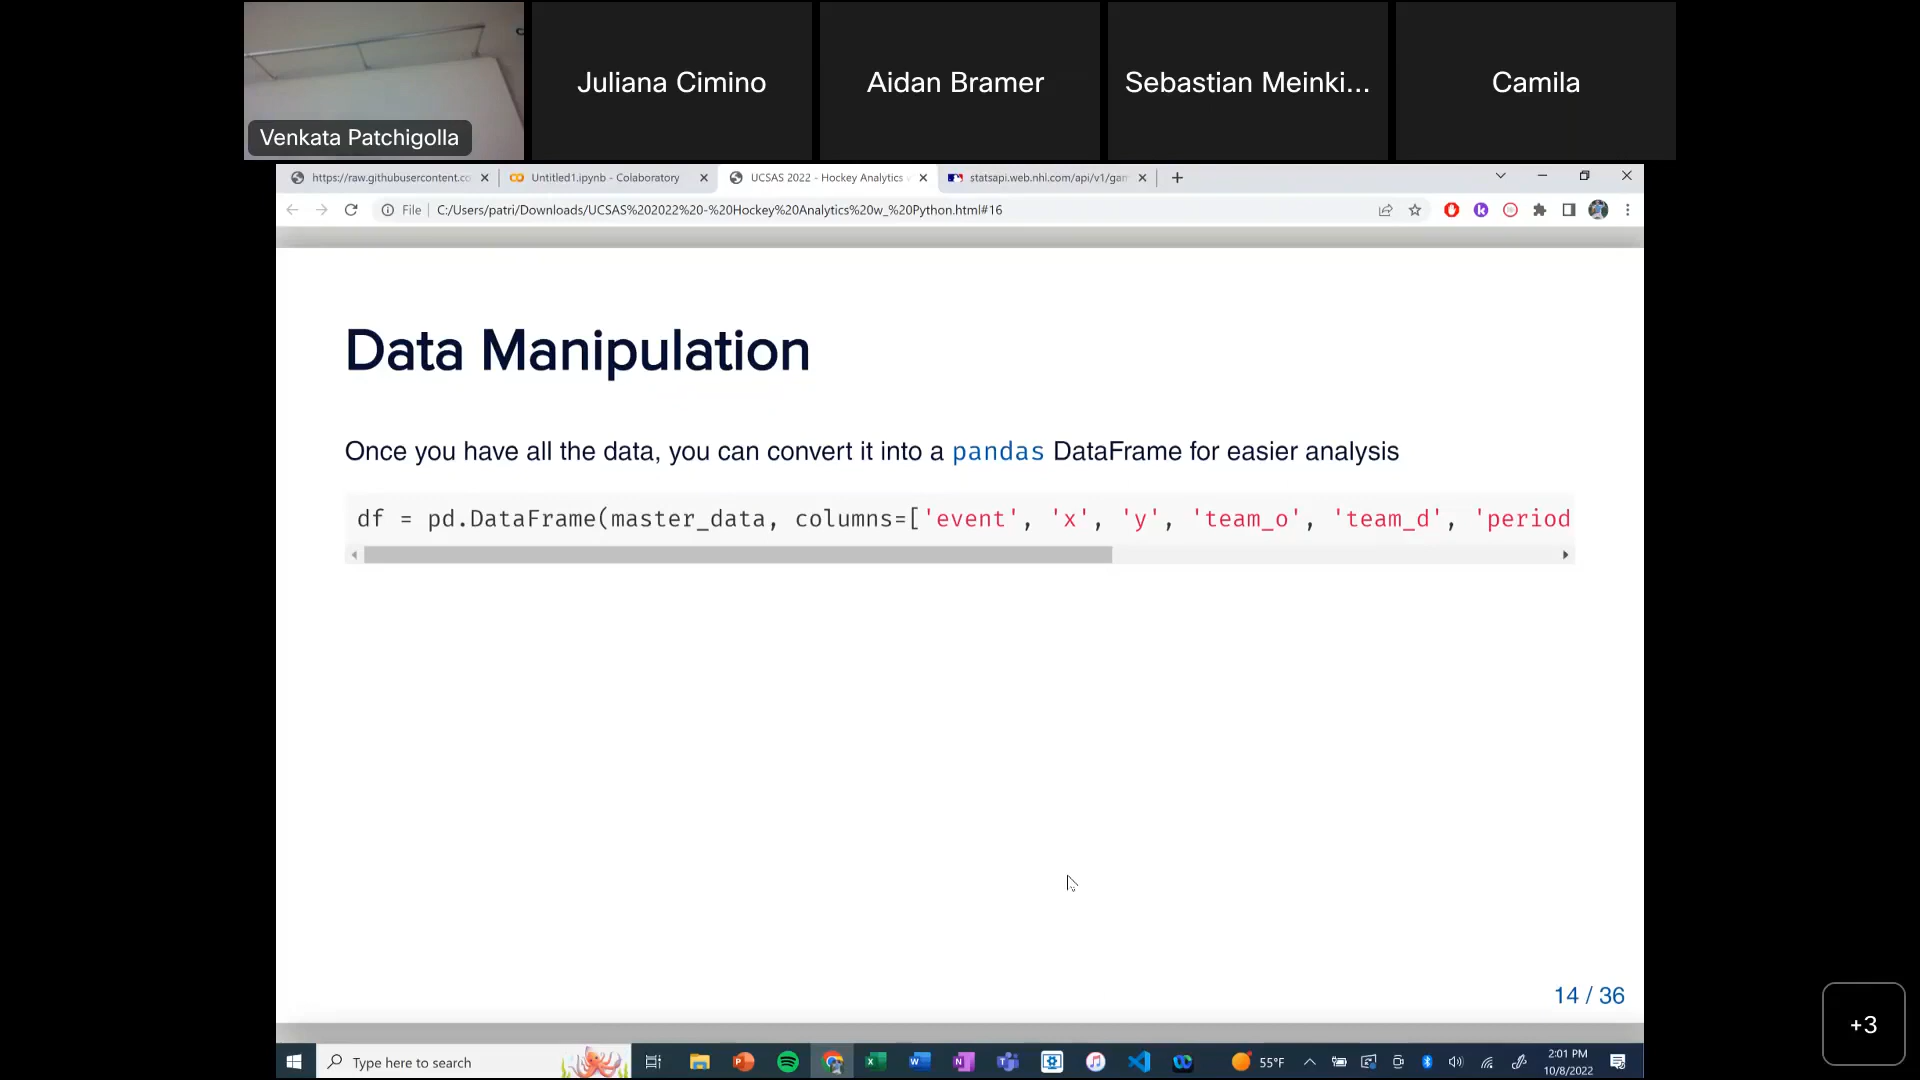 Venkata Patchigolla
Juliana Cimino
Aidan Bramer
Sebastian Meinki...
Camila
https://raw.githubusercontent.cc
Untitled1.ipynb - Colaboratory
UCSAS 2022 - Hockey Analytics
statsapi.web.nhl.com/api/v1/gam
File
C:/Users/patri/Downloads/UCSAS%202022%20-%20Hockey%20Analytics%20w_%20Python.html#16
Data Manipulation
Once you have all the data, you can convert it into a pandas DataFrame for easier analysis
df = pd.DataFrame(master_data, columns=['event', 'x', 'y', 'team_o', 'team_d', 'period
14 / 36
+3
Type here to search
55°F
2:01 PM
10/8/2022